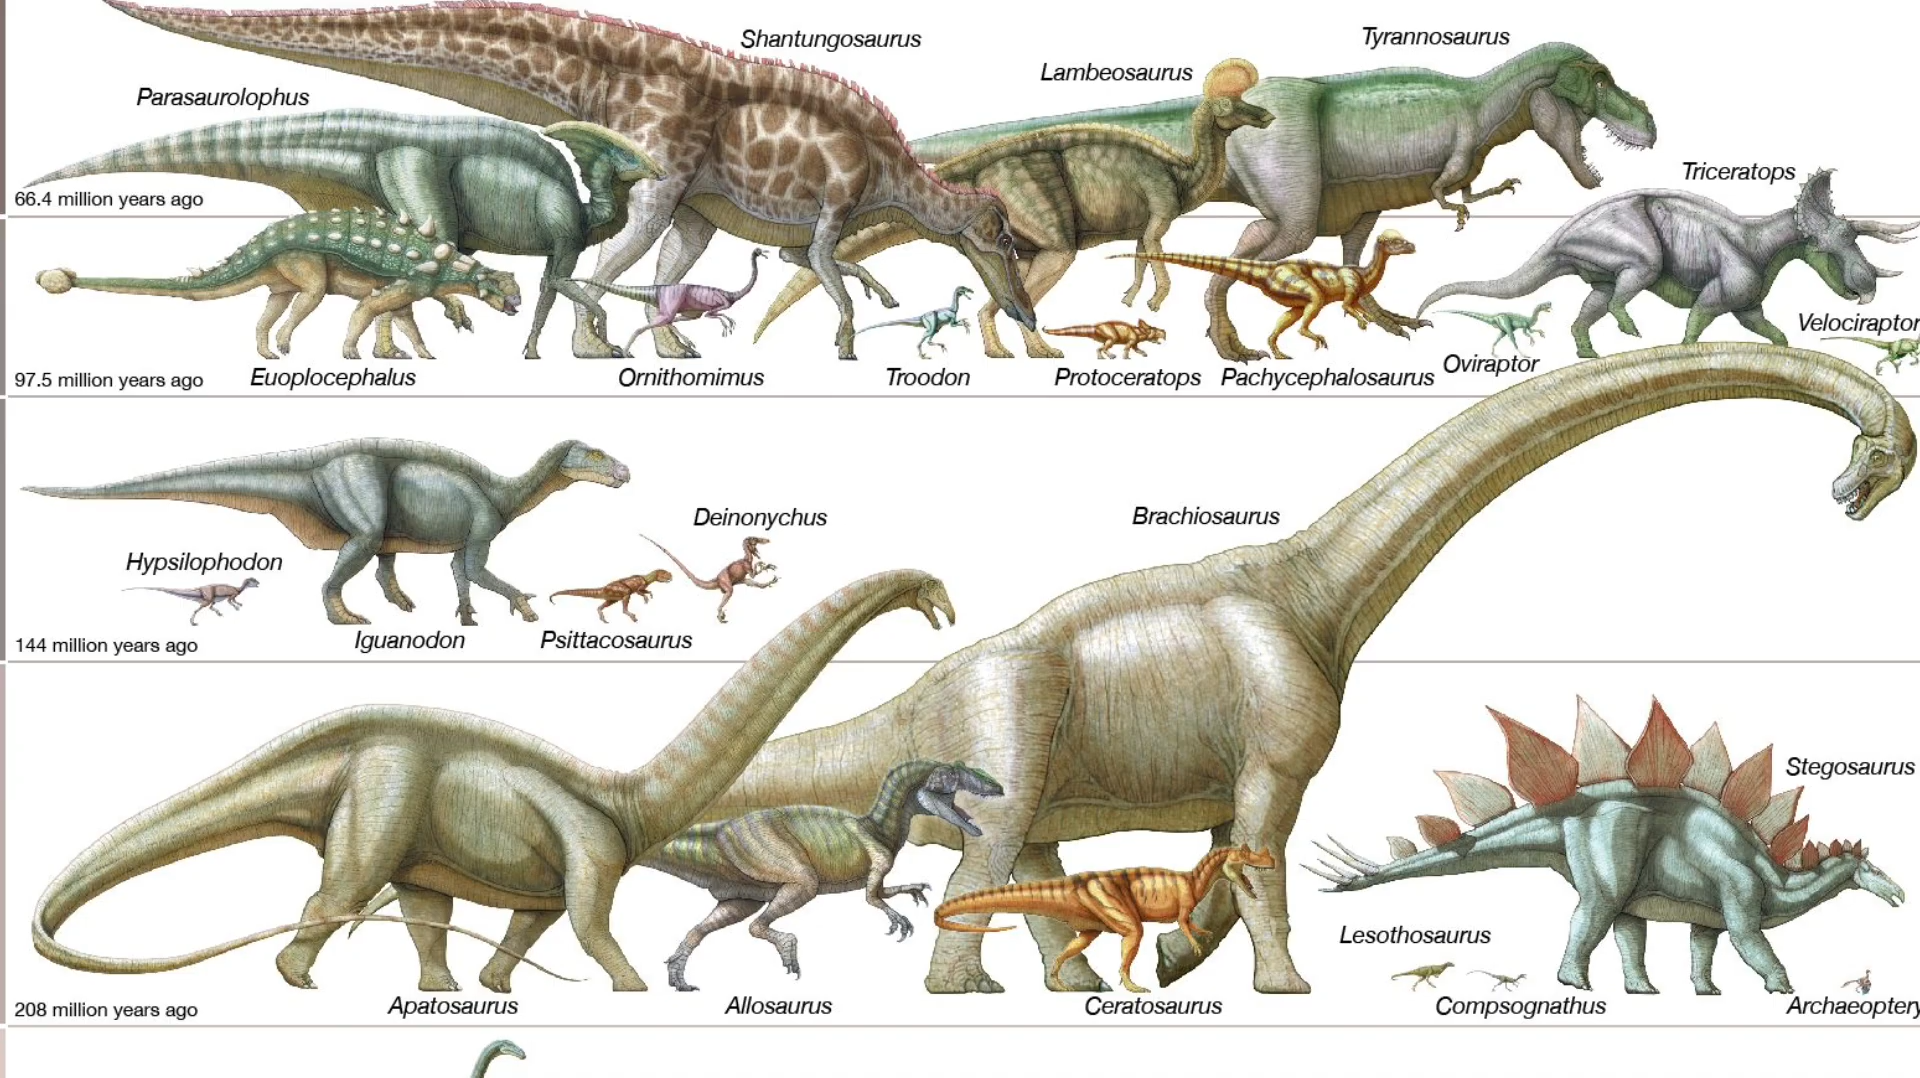 Shantungosaurus
Tyrannosaurus
Lambeosaurus
Parasaurolophus
Triceratops
66.4 million years ago
Velociraptor
Oviraptor
97.5 million years ago
Euoplocephalus
Ornithomimus
Troodon
Protoceratops
Pachycephalosaurus
Deinonychus
Brachiosaurus
Hypsilophodon
144 million years ago
Iguanodon
Psittacosaurus
Stegosaurus
Lesothosaurus
208 million years ago
Apatosaurus
Allosaurus
Ceratosaurus
Compsognathus
Archaeoptery